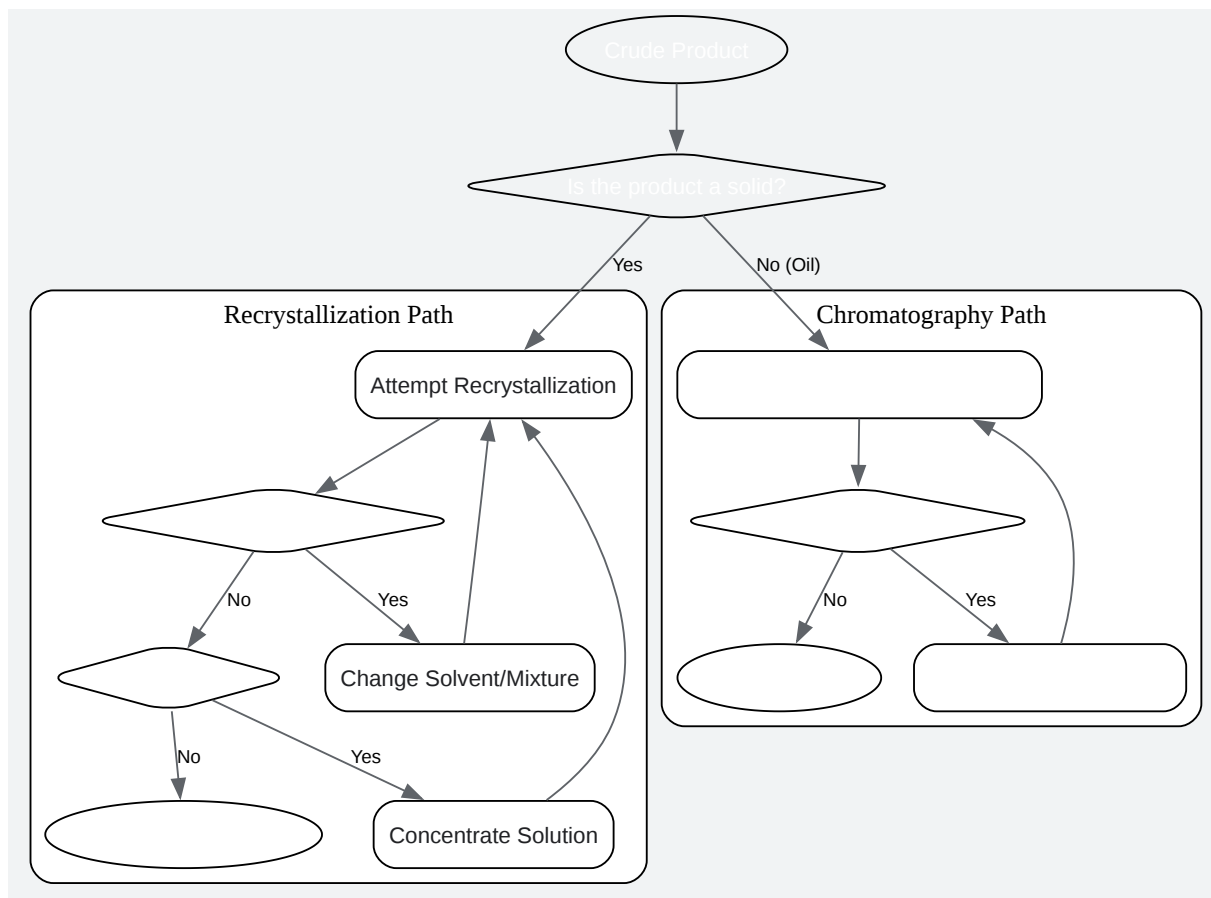 Crude Product
Is the product a solid?
Yes
No (Oil)
Recrystallization Path
Chromatography Path
Attempt Recrystallization
No
Yes
No
Yes
Change Solvent/Mixture
No
Yes
Concentrate Solution